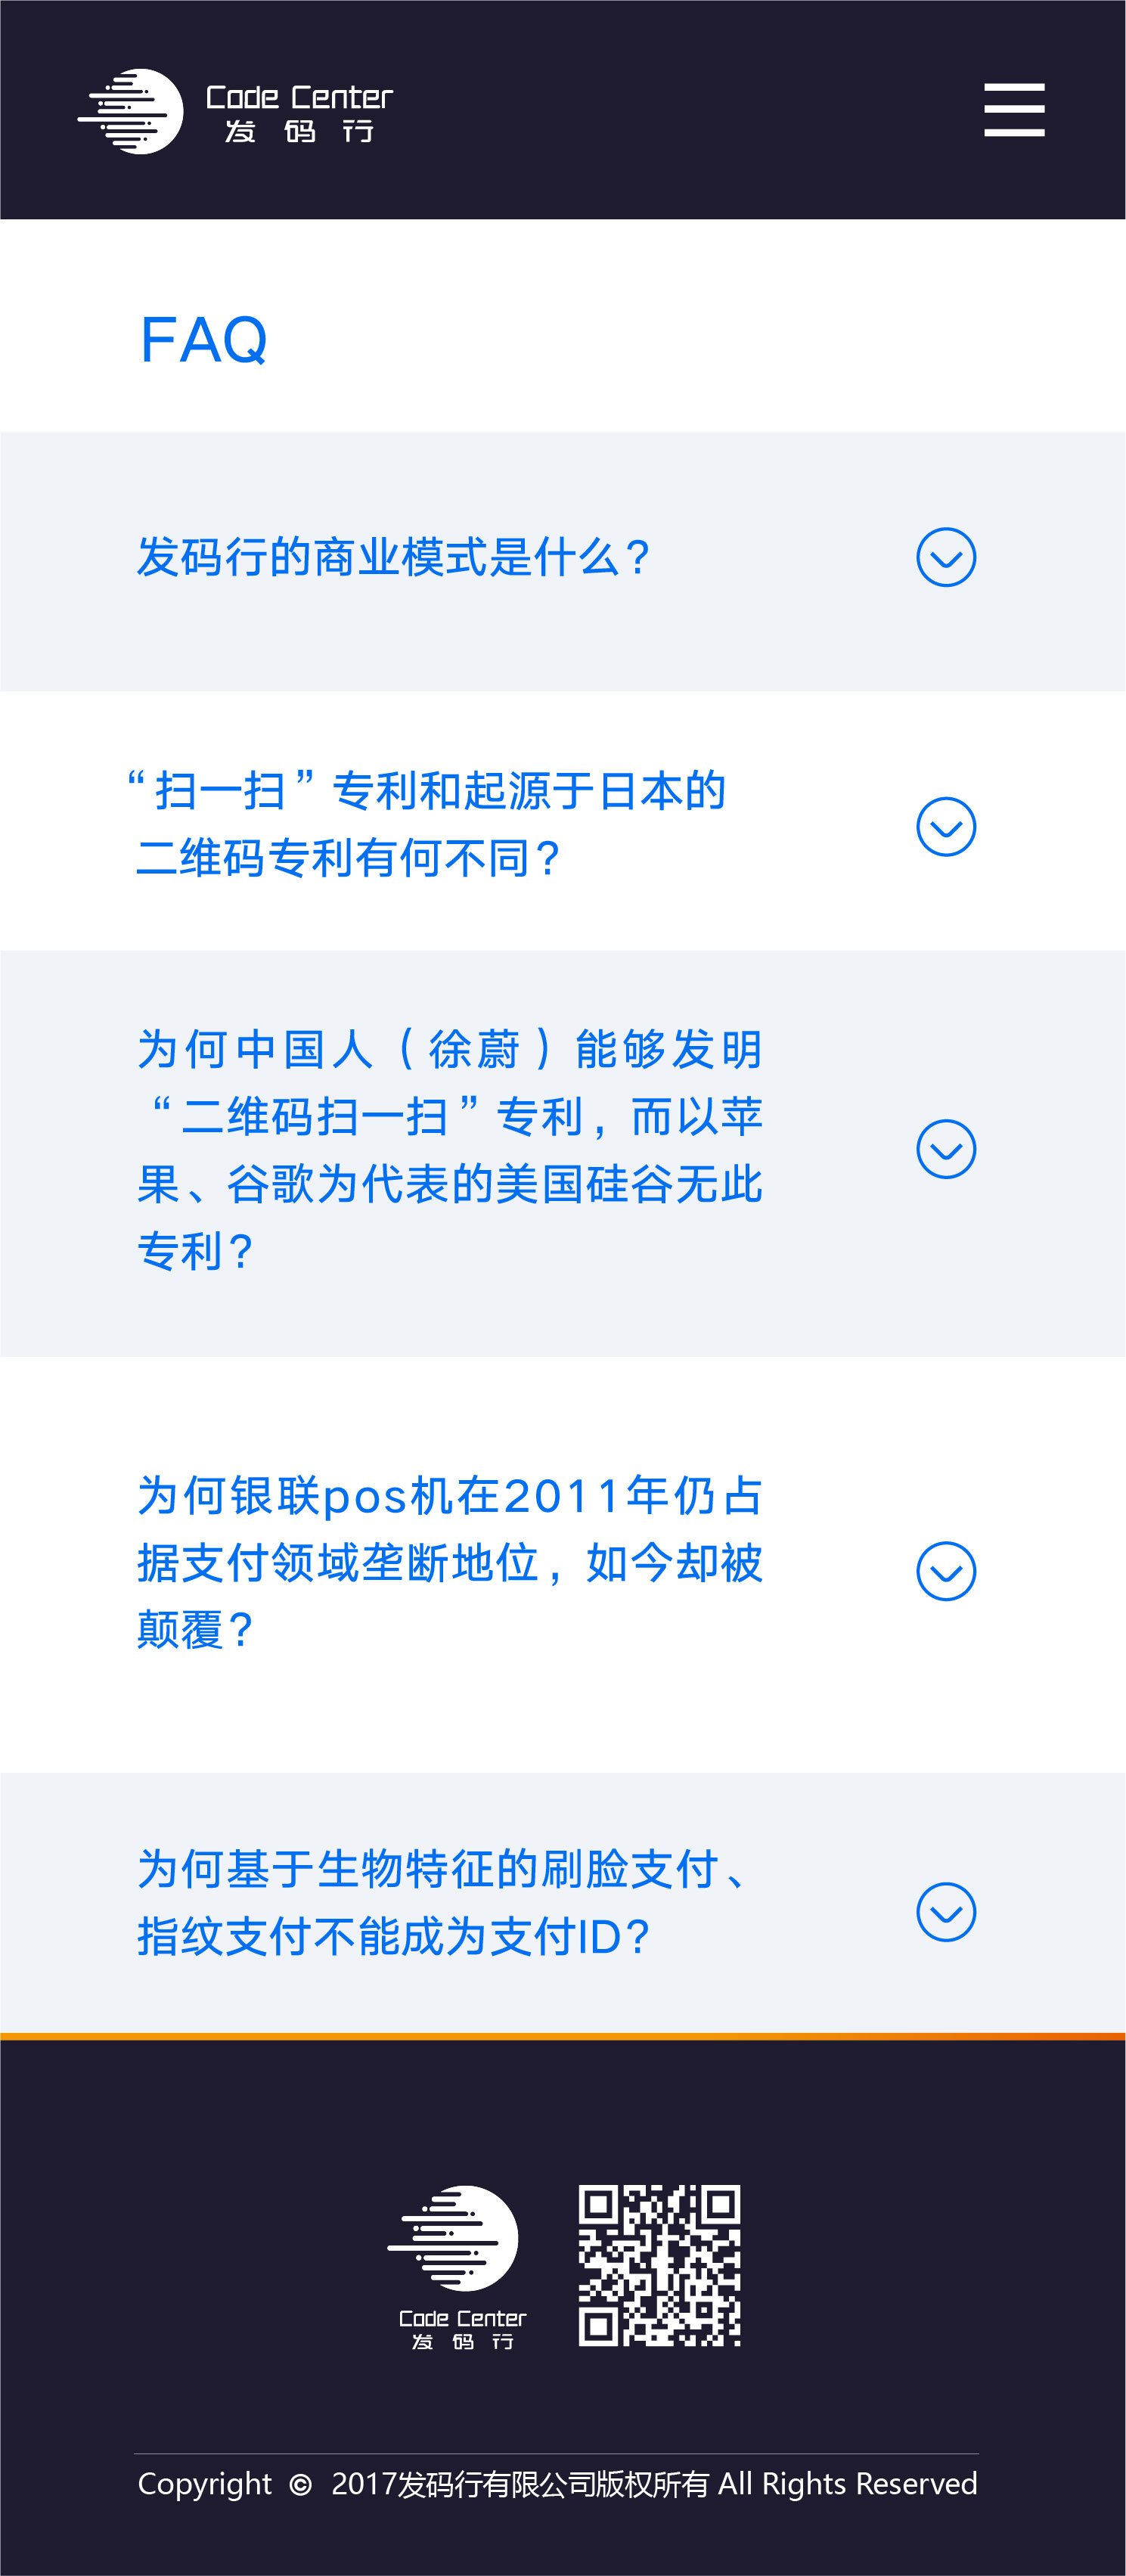 Code Center
发码行
FAQ
发码行的商业模式是什么？
“扫一扫”专利和起源于日本的
二维码专利有何不同？
为何中国人（徐蔚）能够发明
“二维码扫一扫”专利，而以苹
果、谷歌为代表的美国硅谷无此
专利？
为何银联pos机在2011年仍占
据支付领域垄断地位，如今却被
颠覆？
为何基于生物特征的刷脸支付、
指纹支付不能成为支付ID？
Code Center
发码行
Copyright © 2017发码行有限公司版权所有 All Rights Reserved